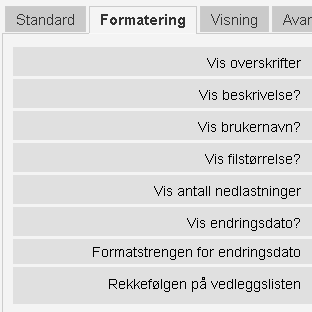 Standard Formatering Visning Avan
Vis overskrifter
Vis beskrivelse?
Vis brukernavn?
Vis filstørrelse?
Vis antall nedlastninger
Vis endringsdato?
Formatstrengen for endringsdato
Rekkefølgen på vedleggslisten